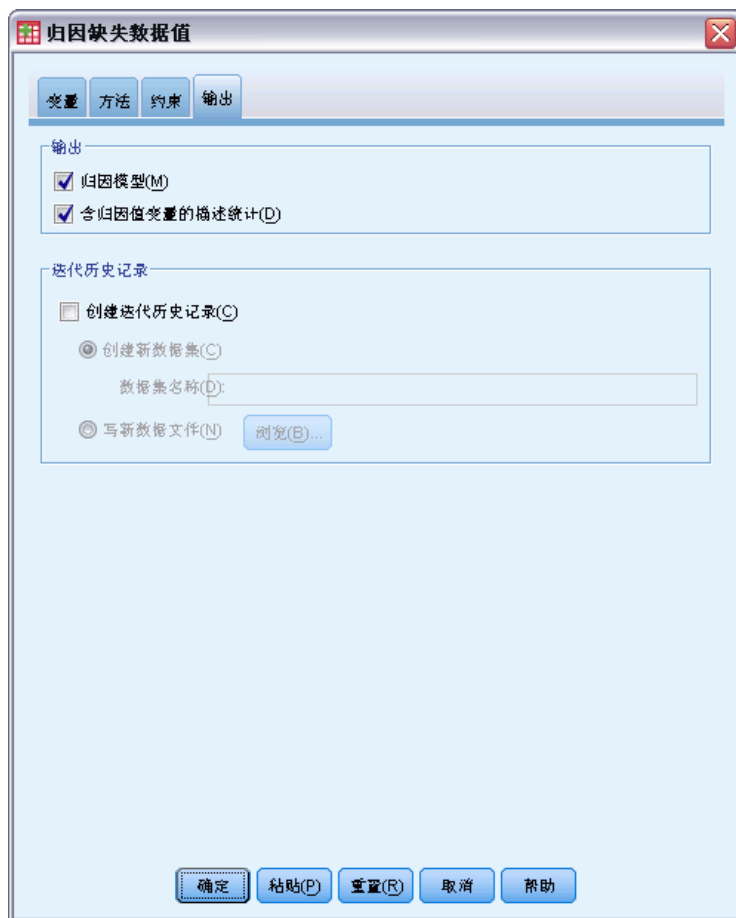 归因缺失数据值
变量 方法 约束 输出
输出
归因模型(M)
含归因值变量的描述统计(D)
迭代历史记录
创建迭代历史记录(C)
创建新数据集(C)
数据集名称(D):
写新数据文件(N) 浏览(B)...
确定 粘贴(P) 重置(R) 取消 帮助